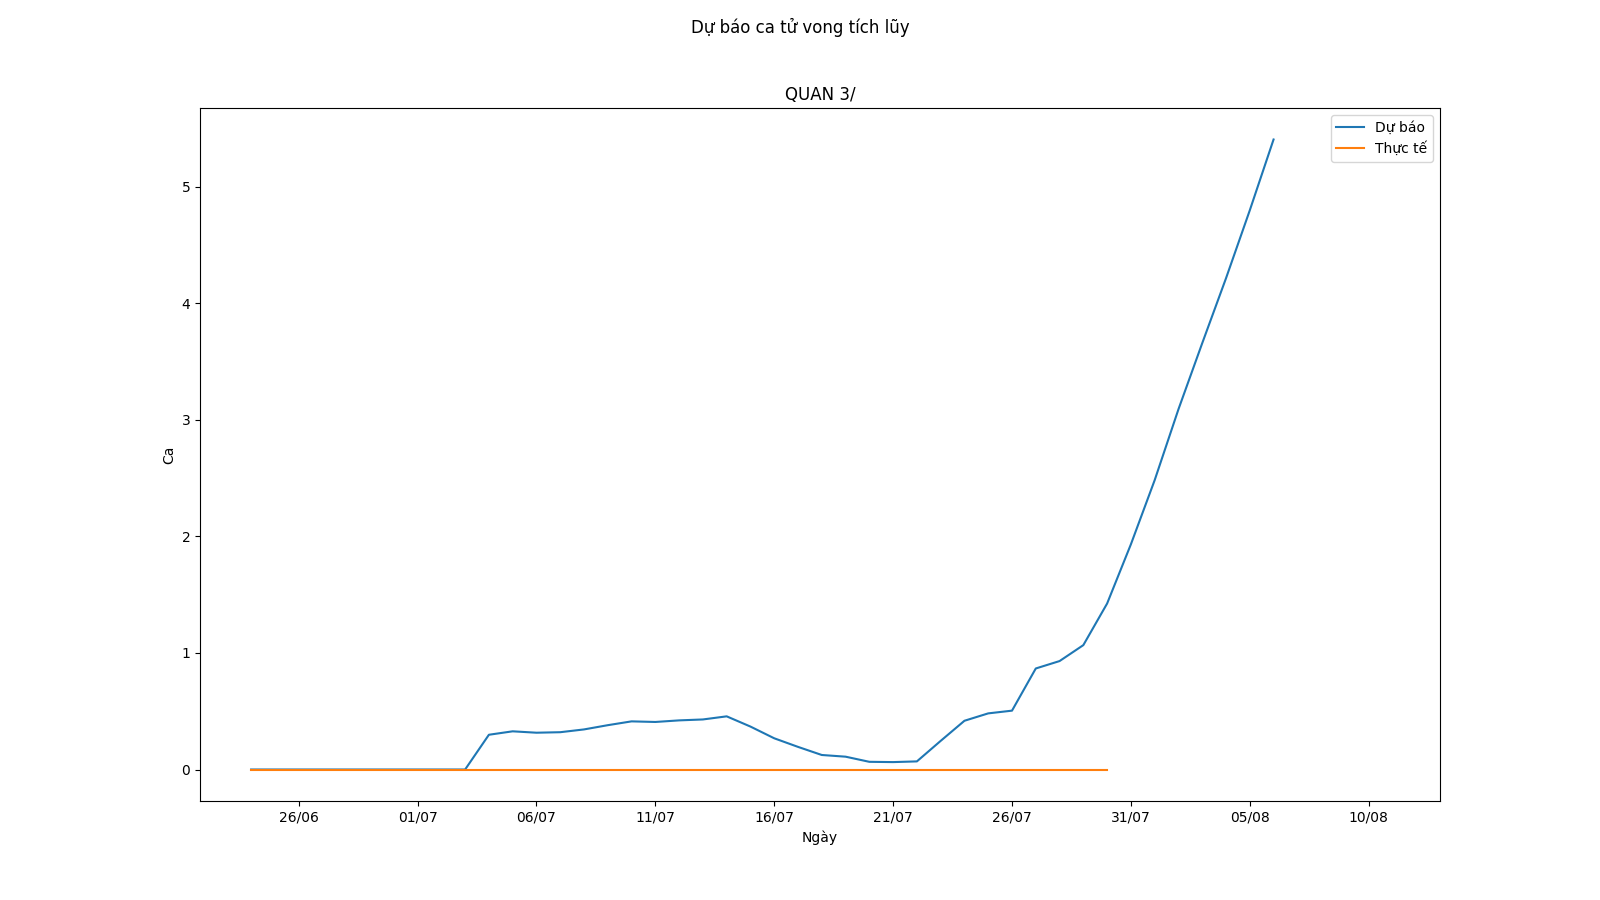 Dự báo ca tử vong tích lũy
QUAN 3/
Dự báo
Thực tế
5
4
3
2
1
0
Ca
26/06 01/07 06/07 11/07 16/07 21/07 26/07 31/07 05/08 10/08
Ngày